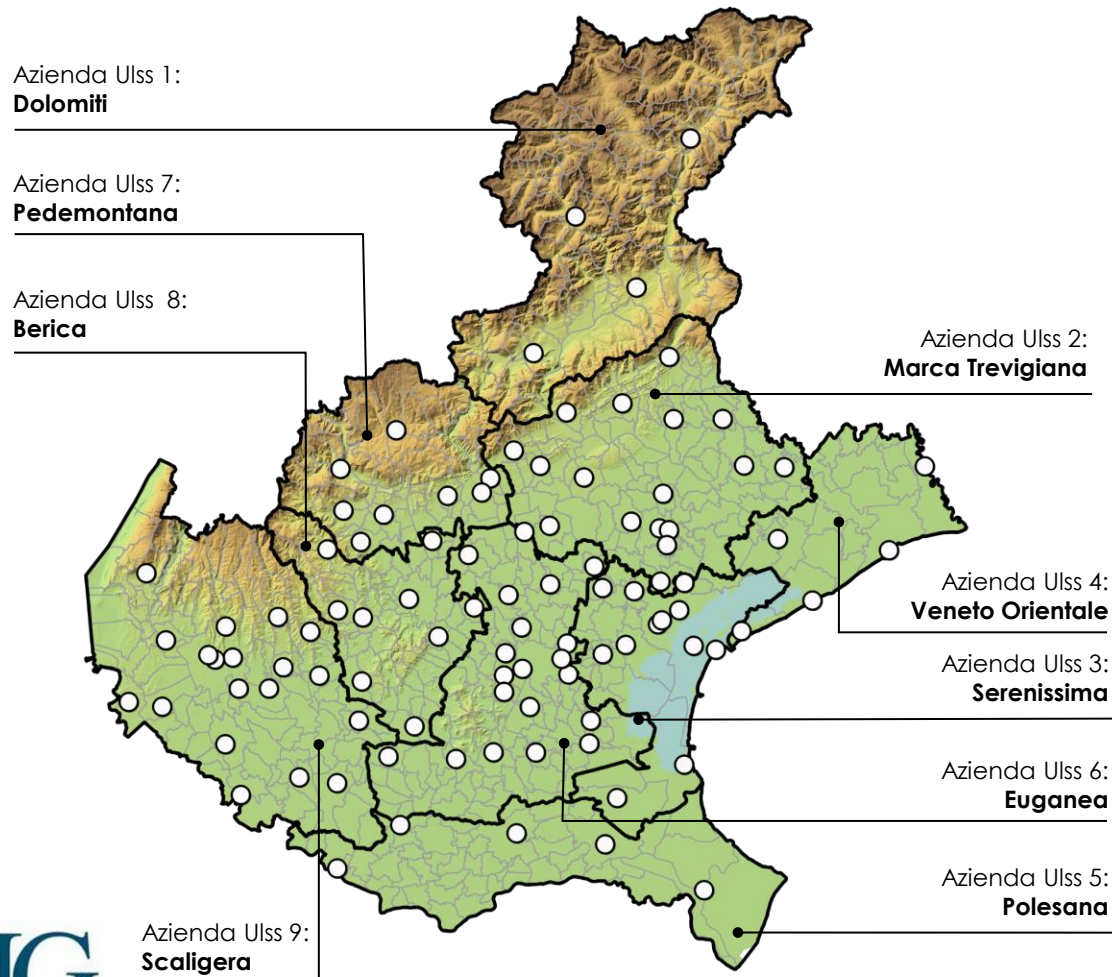 Azienda Ulss 1:
Dolomiti
Azienda Ulss 7:
Pedemontana
Azienda Ulss 8:
Berica
Azienda Ulss 2:
Marca Trevigiana
Azienda Ulss 4:
Veneto Orientale
Azienda Ulss 3:
Serenissima
Azienda Ulss 6:
Euganea
Azienda Ulss 5:
Polesana
Azienda Ulss 9:
Scaligera